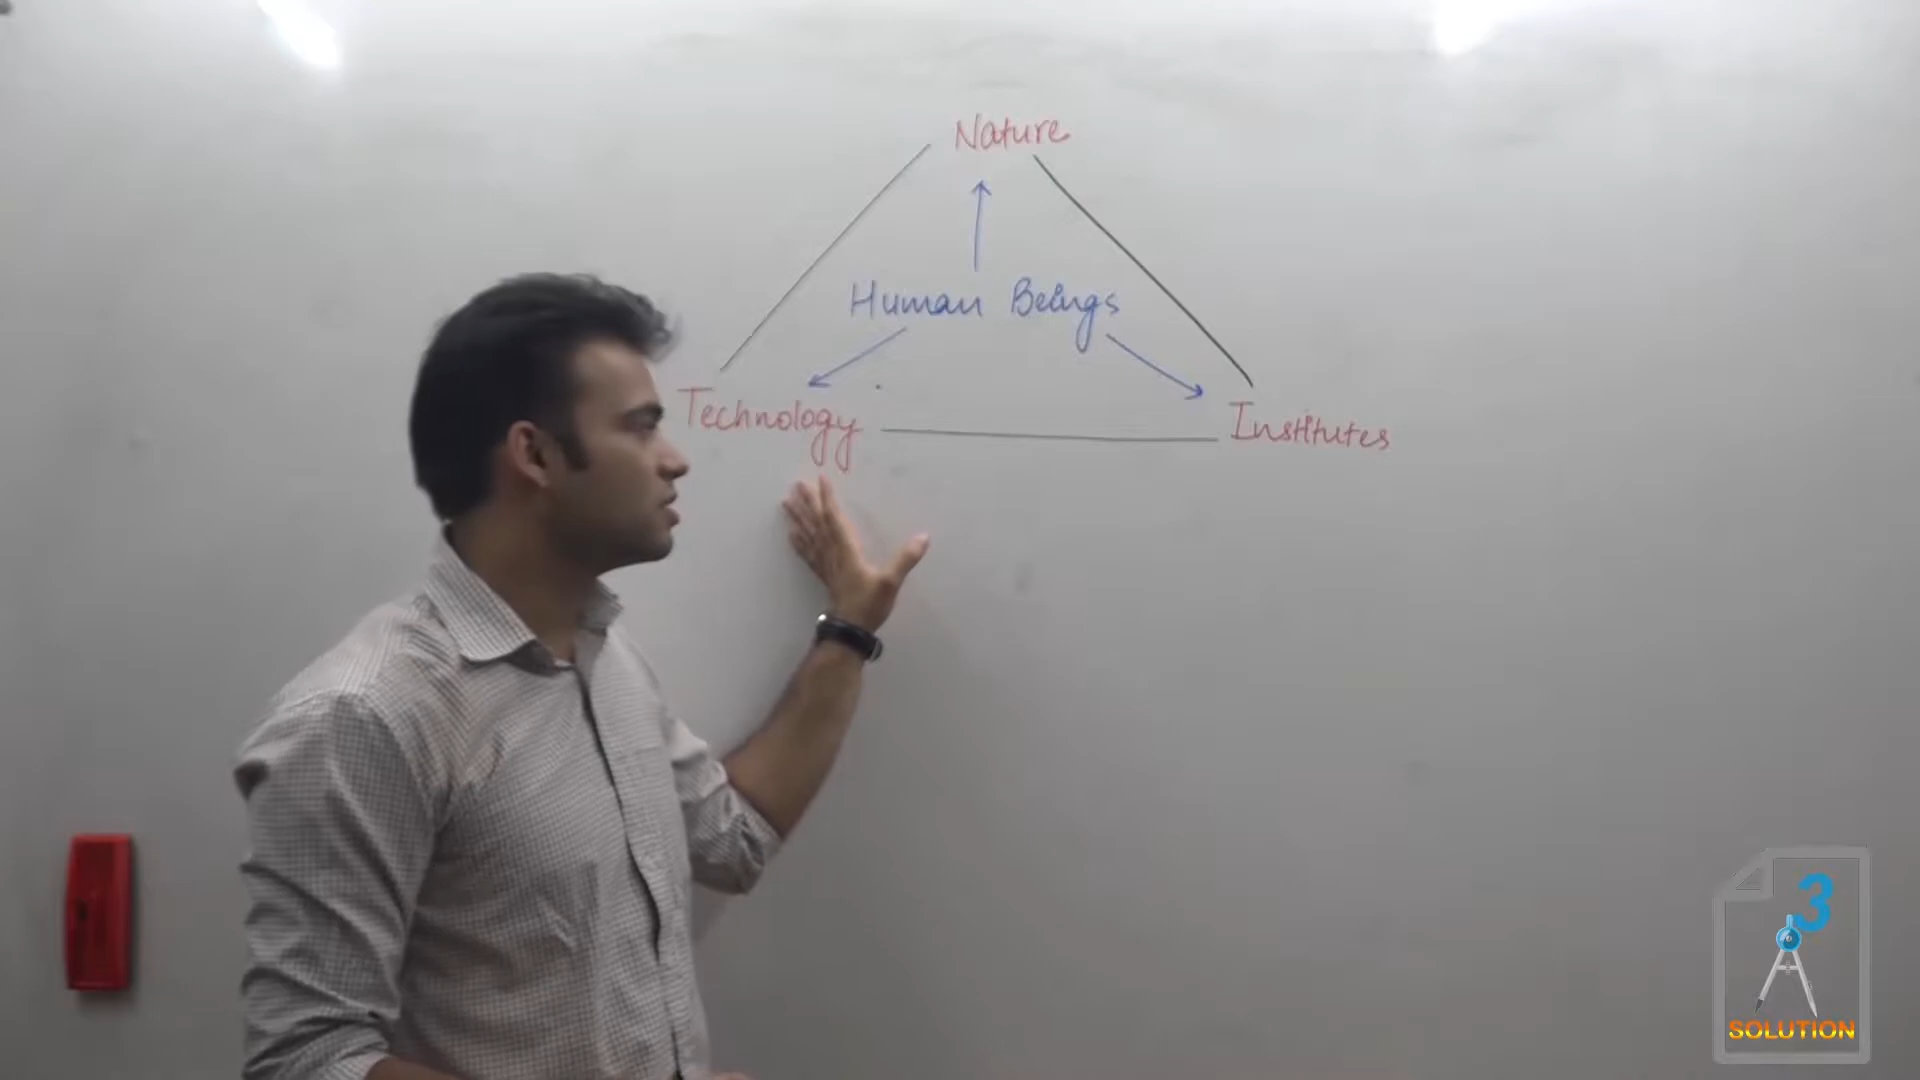 Nature
Human Beings
Technology
Institutes
3
SOLUTION